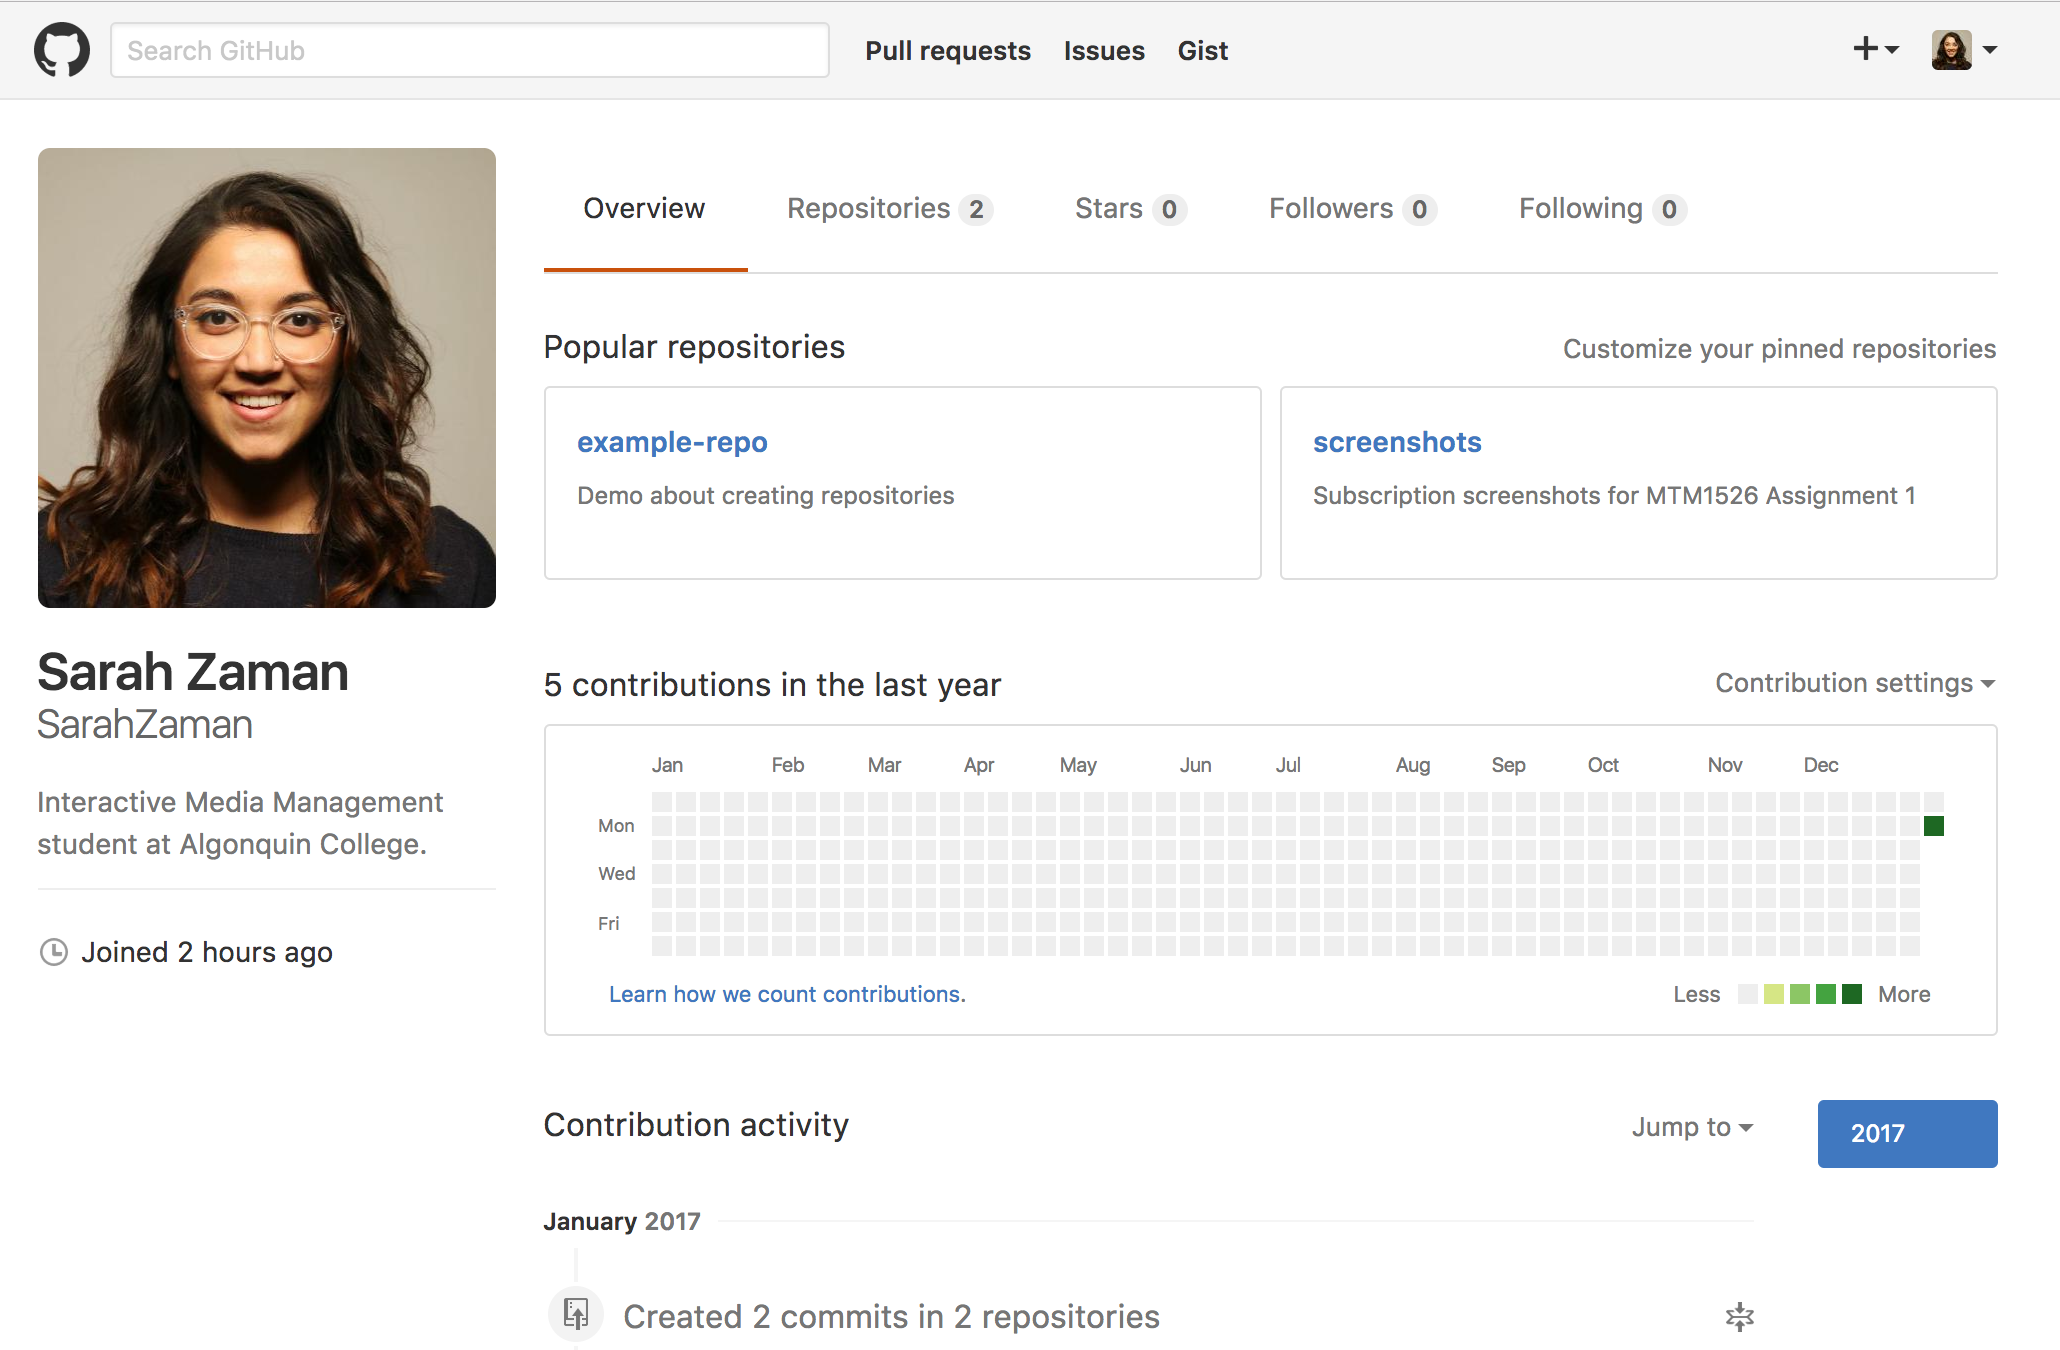 Search GitHub
Pull requests
Issues
Gist
Overview
Repositories 2
Stars 0
Followers 0
Following 0
Popular repositories
Customize your pinned repositories
example-repo
Demo about creating repositories
screenshots
Subscription screenshots for MTM1526 Assignment 1
Sarah Zaman
SarahZaman
Interactive Media Management
student at Algonquin College.
Joined 2 hours ago
5 contributions in the last year
Contribution settings
Jan Feb Mar Apr May Jun Jul Aug Sep Oct Nov Dec
Mon
Wed
Fri
Learn how we count contributions.
Less
More
Contribution activity
Jump to
2017
January 2017
Created 2 commits in 2 repositories